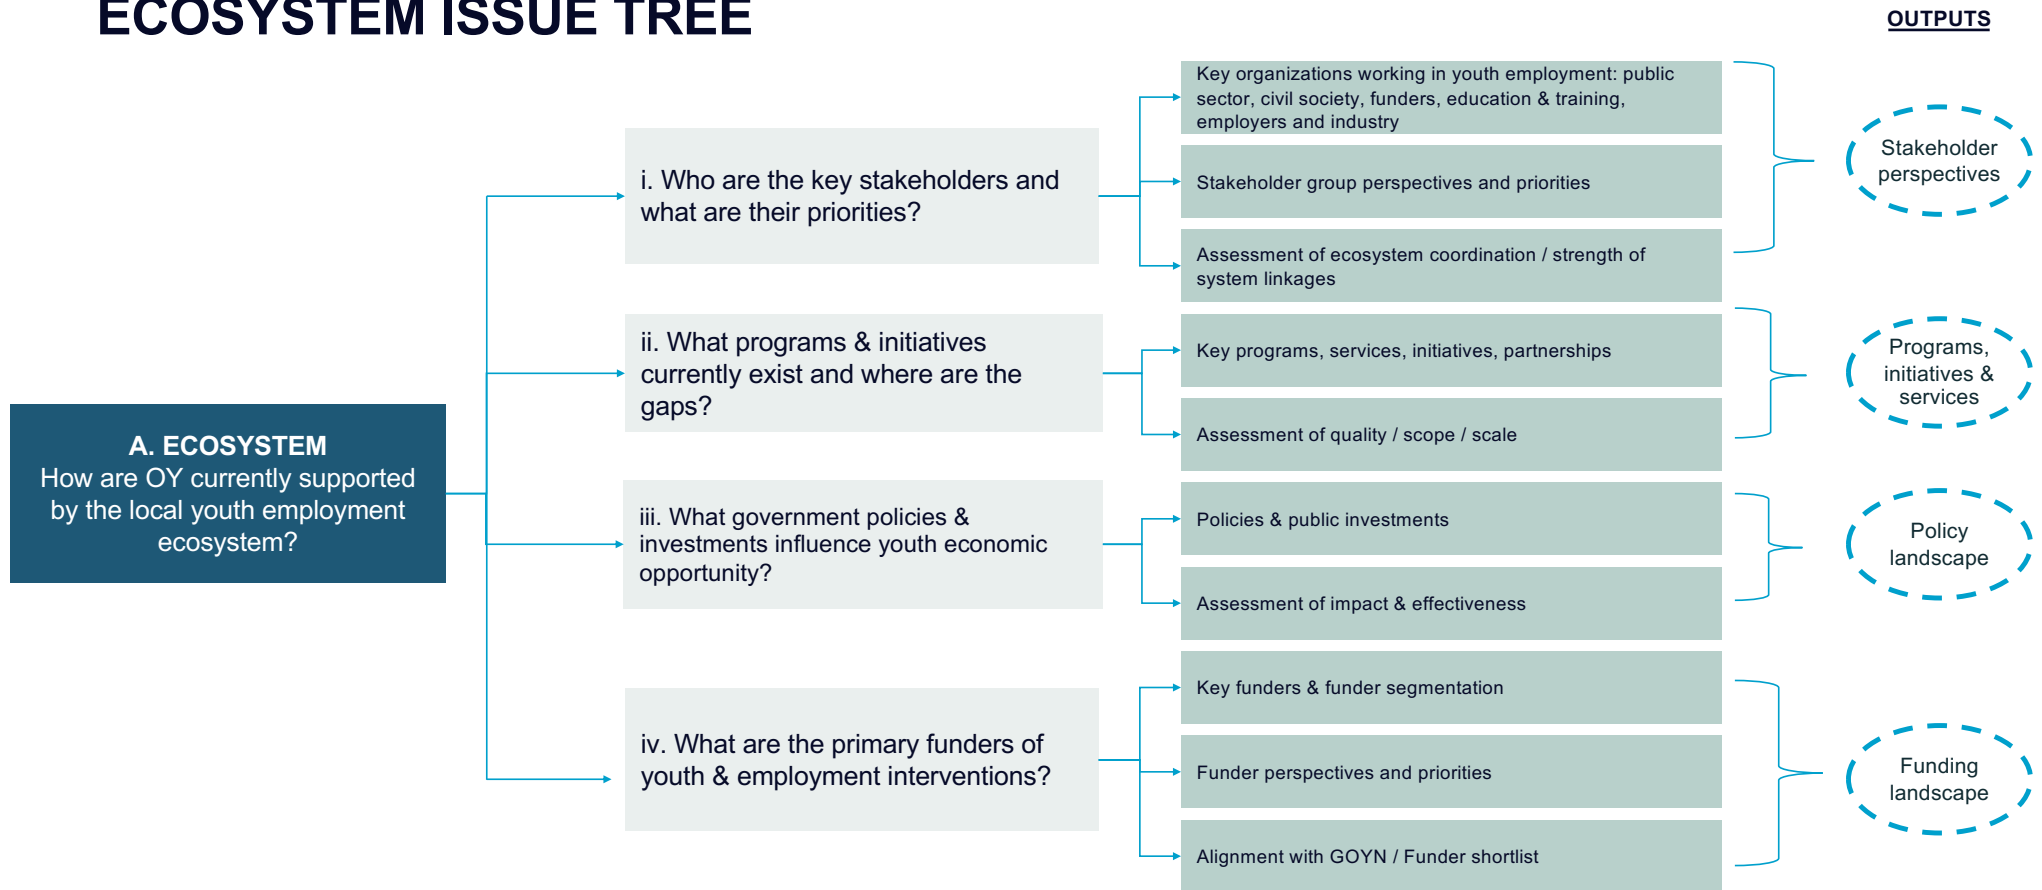 ECOSYSTEM ISSUE TREE
OUTPUTS
A. ECOSYSTEM
How are OY currently supported
by the local youth employment
ecosystem?
i. Who are the key stakeholders and
what are their priorities?
Key organizations working in youth employment: public
sector, civil society, funders, education & training,
employers and industry
Stakeholder group perspectives and priorities
Assessment of ecosystem coordination / strength of
system linkages
Stakeholder
perspectives
ii. What programs & initiatives
currently exist and where are the
gaps?
Key programs, services, initiatives, partnerships
Assessment of quality / scope / scale
Programs,
initiatives &
services
iii. What government policies &
investments influence youth economic
opportunity?
Policies & public investments
Assessment of impact & effectiveness
Policy
landscape
iv. What are the primary funders of
youth & employment interventions?
Key funders & funder segmentation
Funder perspectives and priorities
Alignment with GOYN / Funder shortlist
Funding
landscape